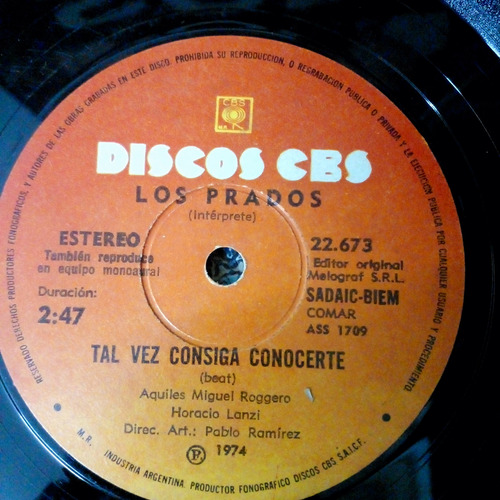 RESERVADO DERECHOS PRODUCTORES FONOGRAFICOS, Y AUTORES DE LAS OBRAS GRABADAS EN ESTE DISCO. PROHIBIDA SU REPRODUCCION, O REGRABACION PUBLICA O PRIVADA Y LA EJECUCION PUBLICA POR CUALQUIER USUARIO Y PROCEDIMIENTO.
CBS
M.R.
DISCOS CBS
LOS PRADOS
(Intérprete)
ESTEREO
También reproduce
en equipo monoaural
Duración:
2:47
22.673
Editor original
Melograf S.R.L.
SADAIC-BIEM
COMAR
ASS 1709
TAL VEZ CONSIGA CONOCERTE
(beat)
Aquiles Miguel Roggero
Horacio Lanzi
Direc. Art.: Pablo Ramírez
Ⓟ 1974
M.R. INDUSTRIA ARGENTINA. PRODUCTOR FONOGRAFICO DISCOS CBS S.A.I.C.F.